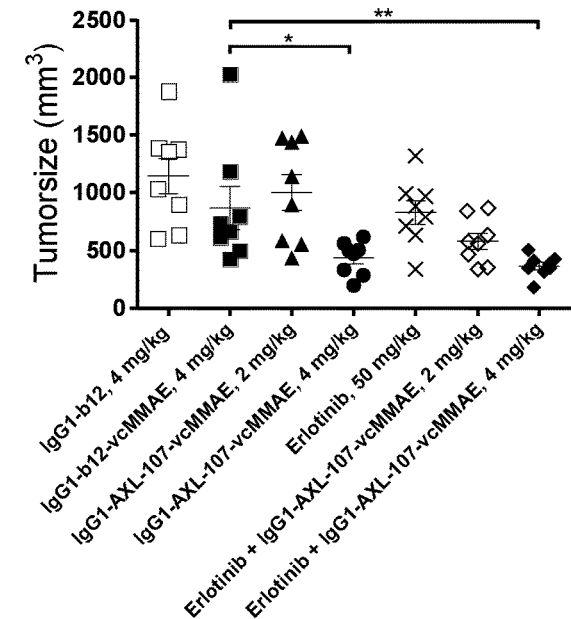 Tumorsize (mm³)
2500
2000
1500
1000
500
0
**
*
IgG1-b12, 4 mg/kg
IgG1-b12-vcMMAE, 4 mg/kg
IgG1-AXL-107-vcMMAE, 2 mg/kg
IgG1-AXL-107-vcMMAE, 4 mg/kg
Erlotinib, 50 mg/kg
Erlotinib + IgG1-AXL-107-vcMMAE, 2 mg/kg
Erlotinib + IgG1-AXL-107-vcMMAE, 4 mg/kg